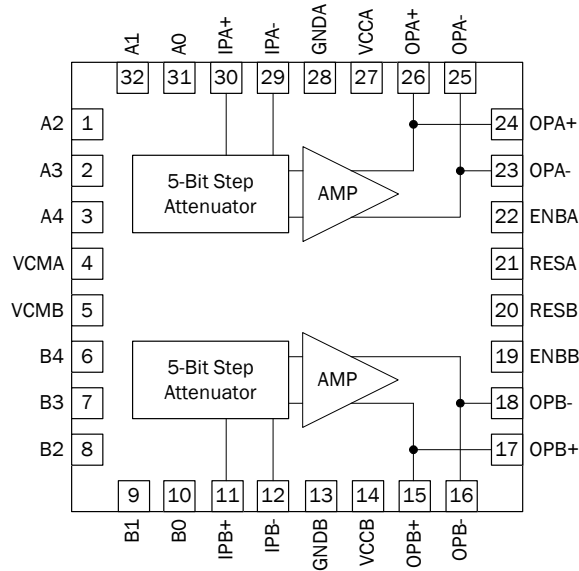 A1 A0 IPA+ IPA- GNDA VCCA OPA+ OPA-
32 31 30 29 28 27 26 25
A2 1
24 OPA+
A3 2
23 OPA-
A4 3
22 ENBA
VCMA 4
21 RESA
VCMB 5
20 RESB
B4 6
19 ENBB
B3 7
18 OPB-
B2 8
17 OPB+
5-Bit Step
Attenuator
AMP
5-Bit Step
Attenuator
AMP
9 10 11 12 13 14 15 16
B1 B0 IPB+ IPB- GNDB VCCB OPB+ OPB-